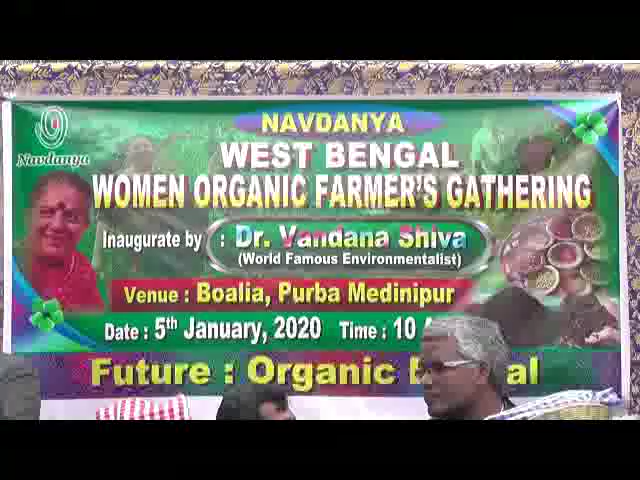 NAVDANYA
Navdanya
WEST BENGAL
WOMEN ORGANIC FARMER'S GATHERING
Inaugurate by : Dr. Vandana Shiva
(World Famous Environmentalist)
Venue : Boalia, Purba Medinipur
Date : 5th January, 2020 Time : 10
Future : Organic